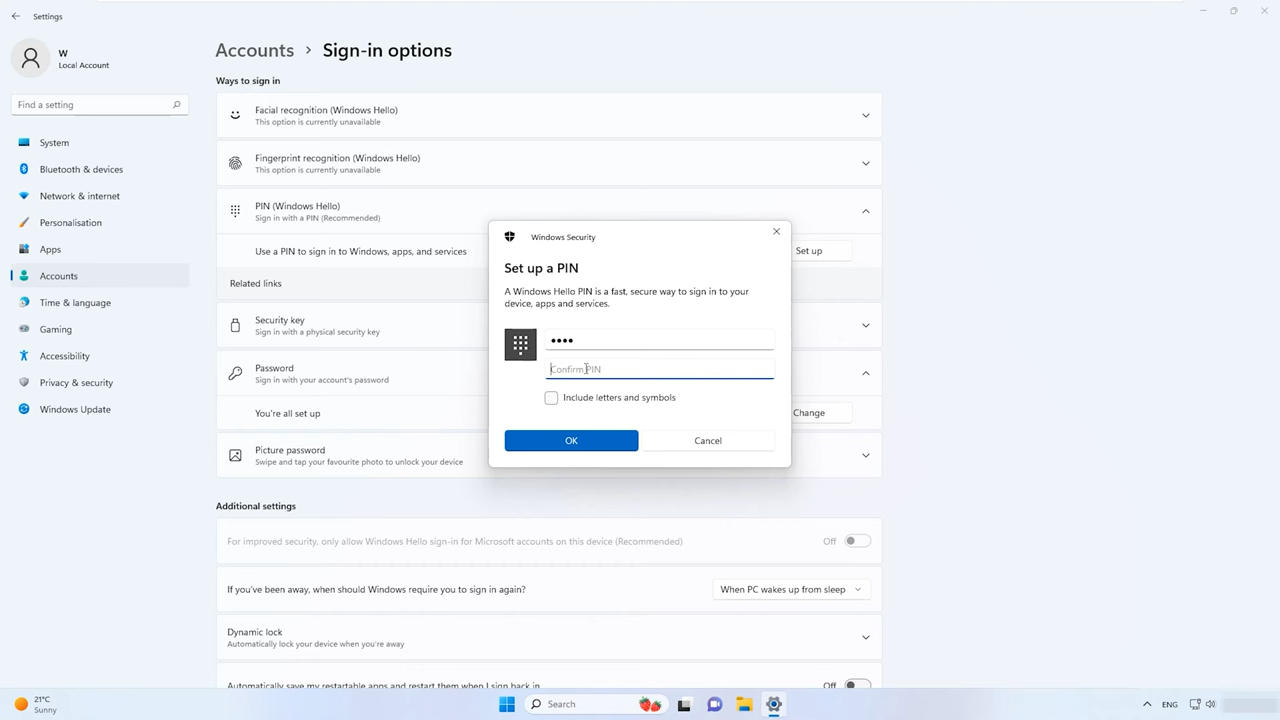 Settings
W
Local Account
Find a setting
System
Bluetooth & devices
Network & internet
Personalisation
Apps
Accounts
Time & language
Gaming
Accessibility
Privacy & security
Windows Update
Accounts > Sign-in options
Ways to sign in
Facial recognition (Windows Hello)
This option is currently unavailable
Fingerprint recognition (Windows Hello)
This option is currently unavailable
PIN (Windows Hello)
Sign in with a PIN (Recommended)
Use a PIN to sign in to Windows, apps, and services
Set up
Related links
Security key
Sign in with a physical security key
Password
Sign in with your account's password
You're all set up
Change
Picture password
Swipe and tap your favourite photo to unlock your device
Windows Security
Set up a PIN
A Windows Hello PIN is a fast, secure way to sign in to your
device, apps and services.
••••
Confirm PIN
Include letters and symbols
OK
Cancel
Additional settings
For improved security, only allow Windows Hello sign-in for Microsoft accounts on this device (Recommended)
Off
If you've been away, when should Windows require you to sign in again?
When PC wakes up from sleep
Dynamic lock
Automatically lock your device when you're away
Automatically save my restartable apps and restart them when I sign back in
Off
21°C
Sunny
Search
ENG